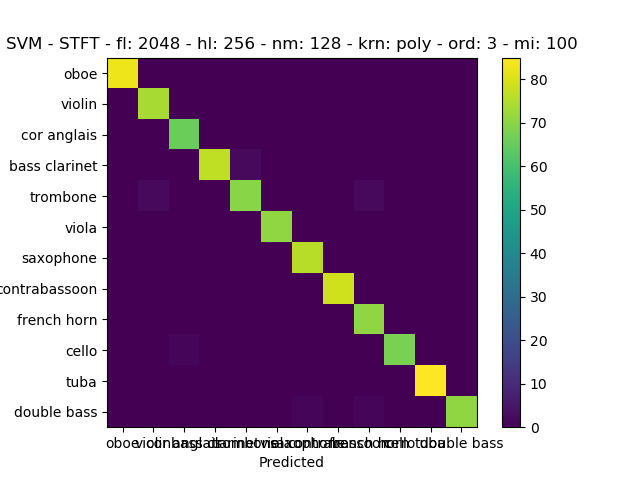 SVM - STFT - fl: 2048 - hl: 256 - nm: 128 - krn: poly - ord: 3 - mi: 100
oboe
violin
cor anglais
bass clarinet
trombone
viola
saxophone
contrabassoon
french horn
cello
tuba
double bass
80
70
60
50
40
30
20
10
0
oboe double bass
Predicted